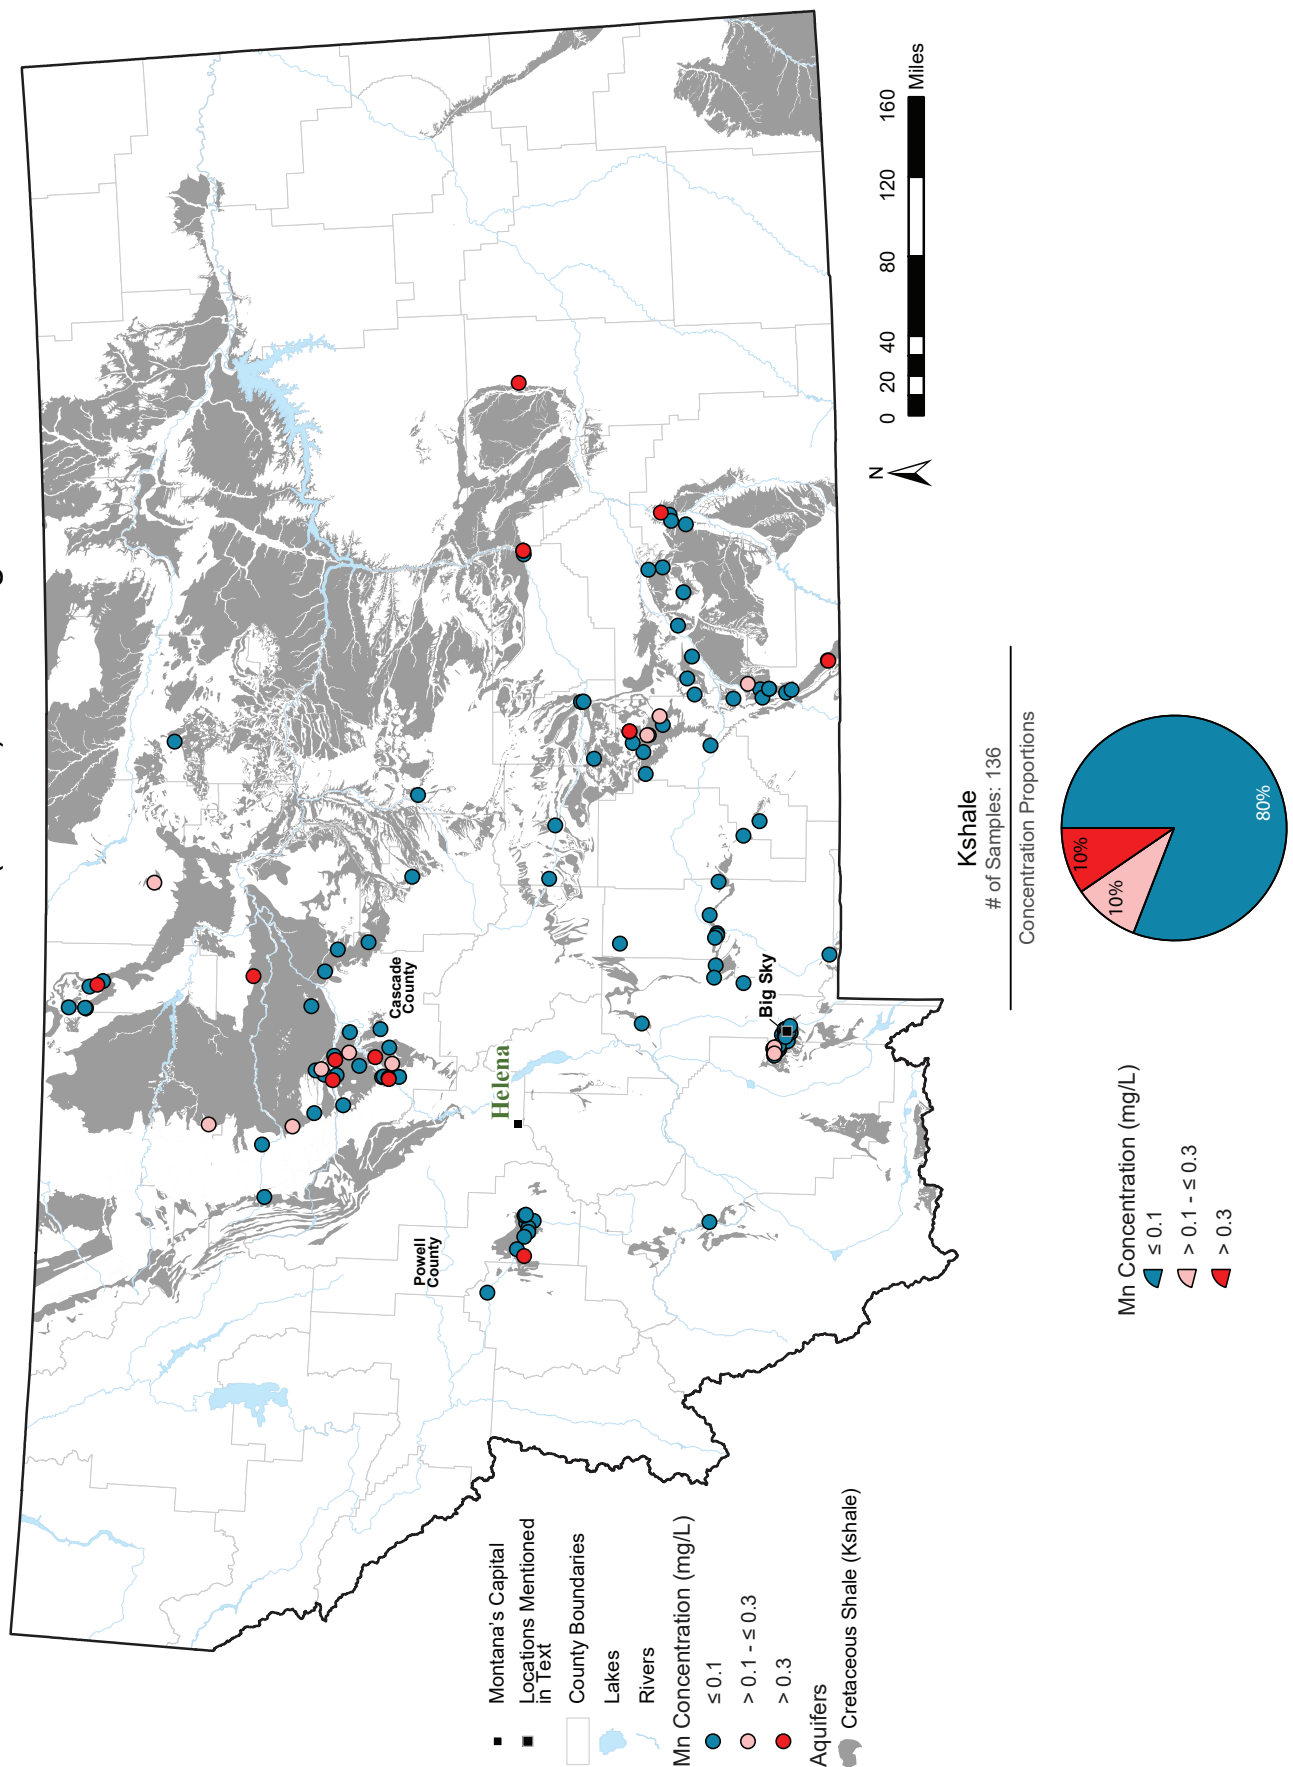 Cascade
County
Powell
County
Helena
Big Sky
N
0 20 40 80 120 160
Miles
Montana's Capital
Locations Mentioned
in Text
County Boundaries
Lakes
Rivers
Mn Concentration (mg/L)
≤ 0.1
> 0.1 - ≤ 0.3
> 0.3
Aquifers
Cretaceous Shale (Kshale)
Kshale
# of Samples: 136
Concentration Proportions
10%
10%
80%
Mn Concentration (mg/L)
≤ 0.1
> 0.1 - ≤ 0.3
> 0.3